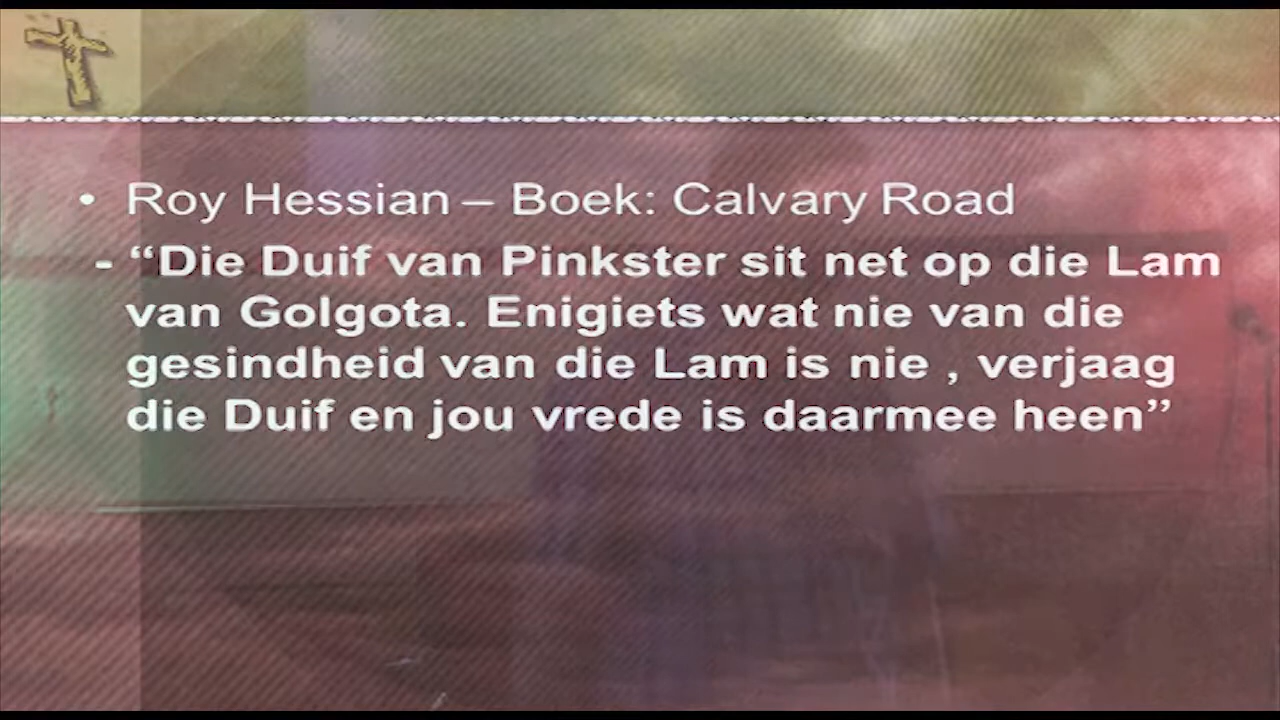 • Roy Hessian – Boek: Calvary Road
- “Die Duif van Pinkster sit net op die Lam
van Golgota. Enigiets wat nie van die
gesindheid van die Lam is nie , verjaag
die Duif en jou vrede is daarmee heen”